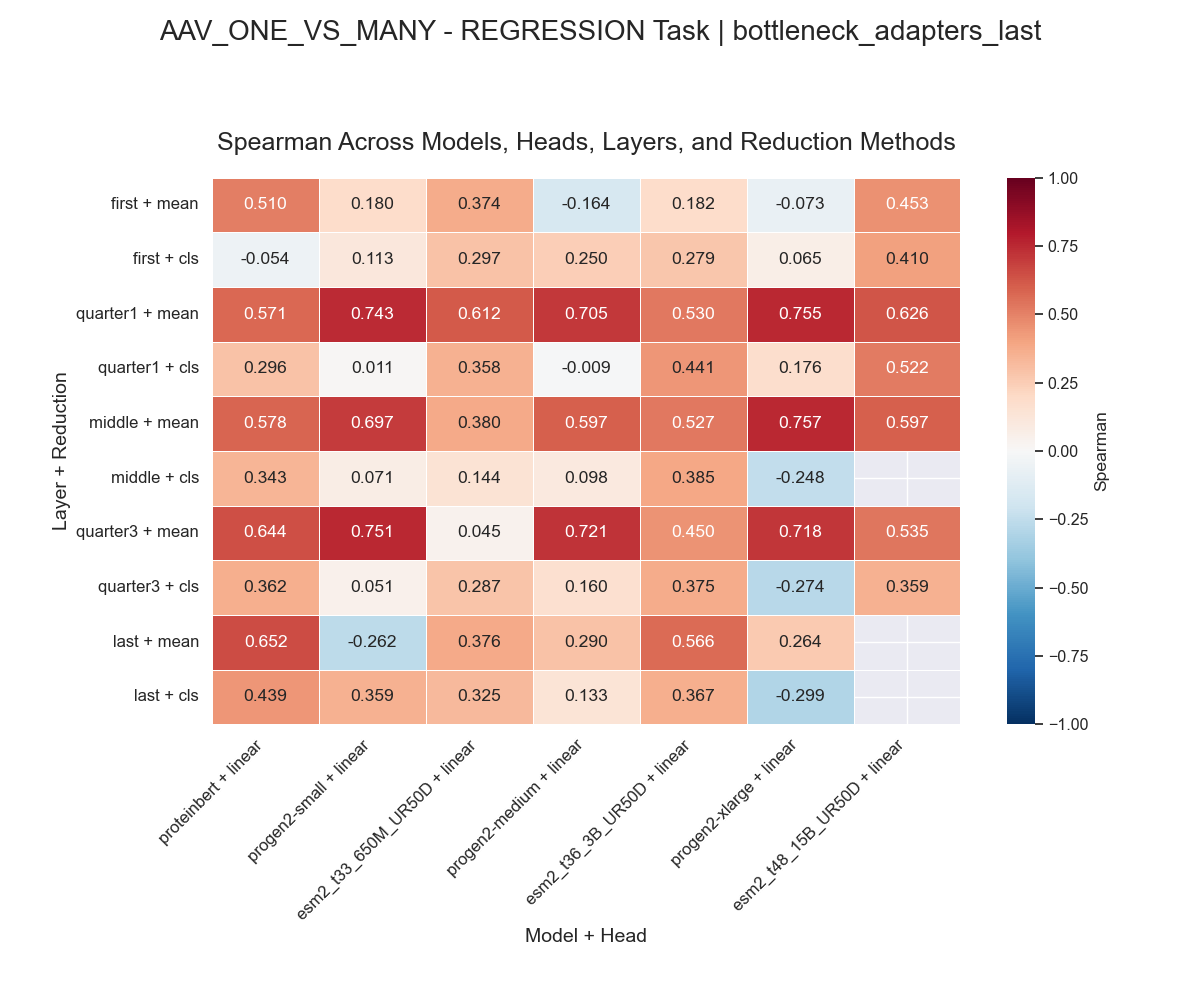 AAV_ONE_VS_MANY - REGRESSION Task | bottleneck_adapters_last
Spearman Across Models, Heads, Layers, and Reduction Methods
first + mean 0.510 0.180 0.374 -0.164 0.182 -0.073 0.453
first + cls -0.054 0.113 0.297 0.250 0.279 0.065 0.410
quarter1 + mean 0.571 0.743 0.612 0.705 0.530 0.755 0.626
quarter1 + cls 0.296 0.011 0.358 -0.009 0.441 0.176 0.522
middle + mean 0.578 0.697 0.380 0.597 0.527 0.757 0.597
middle + cls 0.343 0.071 0.144 0.098 0.385 -0.248
quarter3 + mean 0.644 0.751 0.045 0.721 0.450 0.718 0.535
quarter3 + cls 0.362 0.051 0.287 0.160 0.375 -0.274 0.359
last + mean 0.652 -0.262 0.376 0.290 0.566 0.264
last + cls 0.439 0.359 0.325 0.133 0.367 -0.299
Layer + Reduction
proteinbert + linear
progen2-small + linear
esm2_t33_650M_UR50D + linear
progen2-medium + linear
esm2_t36_3B_UR50D + linear
progen2-xlarge + linear
esm2_t48_15B_UR50D + linear
Model + Head
1.00
0.75
0.50
0.25
0.00
−0.25
−0.50
−0.75
−1.00
Spearman